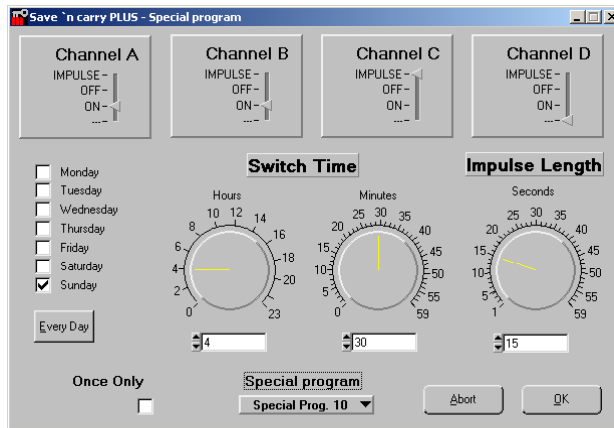 Save `n carry PLUS - Special program
Channel A
IMPULSE -
OFF -
ON -
--- -
Channel B
IMPULSE -
OFF -
ON -
--- -
Channel C
IMPULSE -
OFF -
ON -
--- -
Channel D
IMPULSE -
OFF -
ON -
--- -
Monday
Tuesday
Wednesday
Thursday
Friday
Saturday
Sunday
Every Day
Switch Time
Hours
0 2 4 6 8 10 12 14 16 18 20 23
4
Minutes
0 5 10 15 20 25 30 35 40 45 50 55 59
30
Impulse Length
Seconds
1 5 10 15 20 25 30 35 40 45 50 55 59
15
Once Only
Special program
Special Prog. 10
Abort
OK